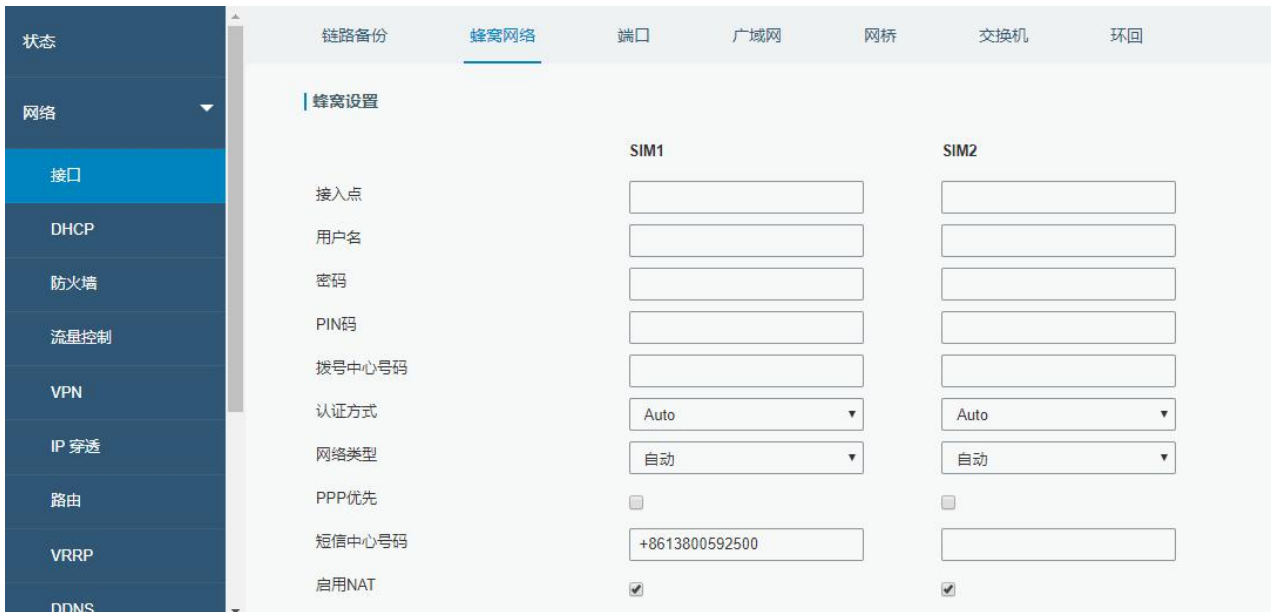 状态
网络
接口
DHCP
防火墙
流量控制
VPN
IP 穿透
路由
VRRP
DDNS
链路备份 蜂窝网络 端口 广域网 网桥 交换机 环回
蜂窝设置
SIM1 SIM2
接入点
用户名
密码
PIN码
拨号中心号码
认证方式 Auto Auto
网络类型 自动 自动
PPP优先
短信中心号码 +8613800592500
启用NAT